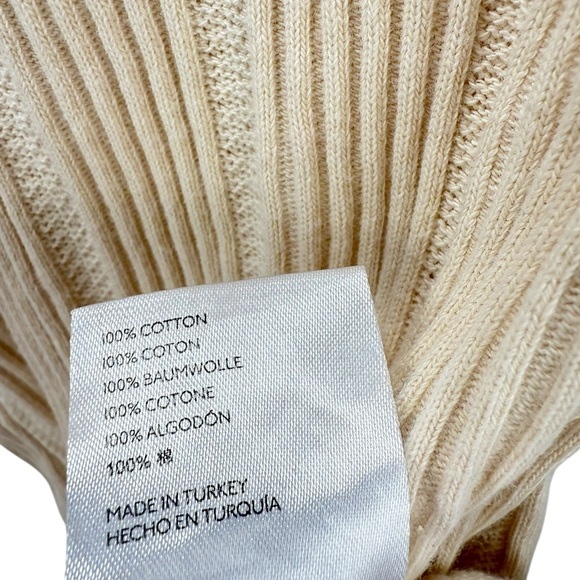 100% COTTON
100% COTON
100% BAUMWOLLE
100% COTONE
100% ALGODÓN
100% 棉
MADE IN TURKEY
HECHO EN TURQUÍA